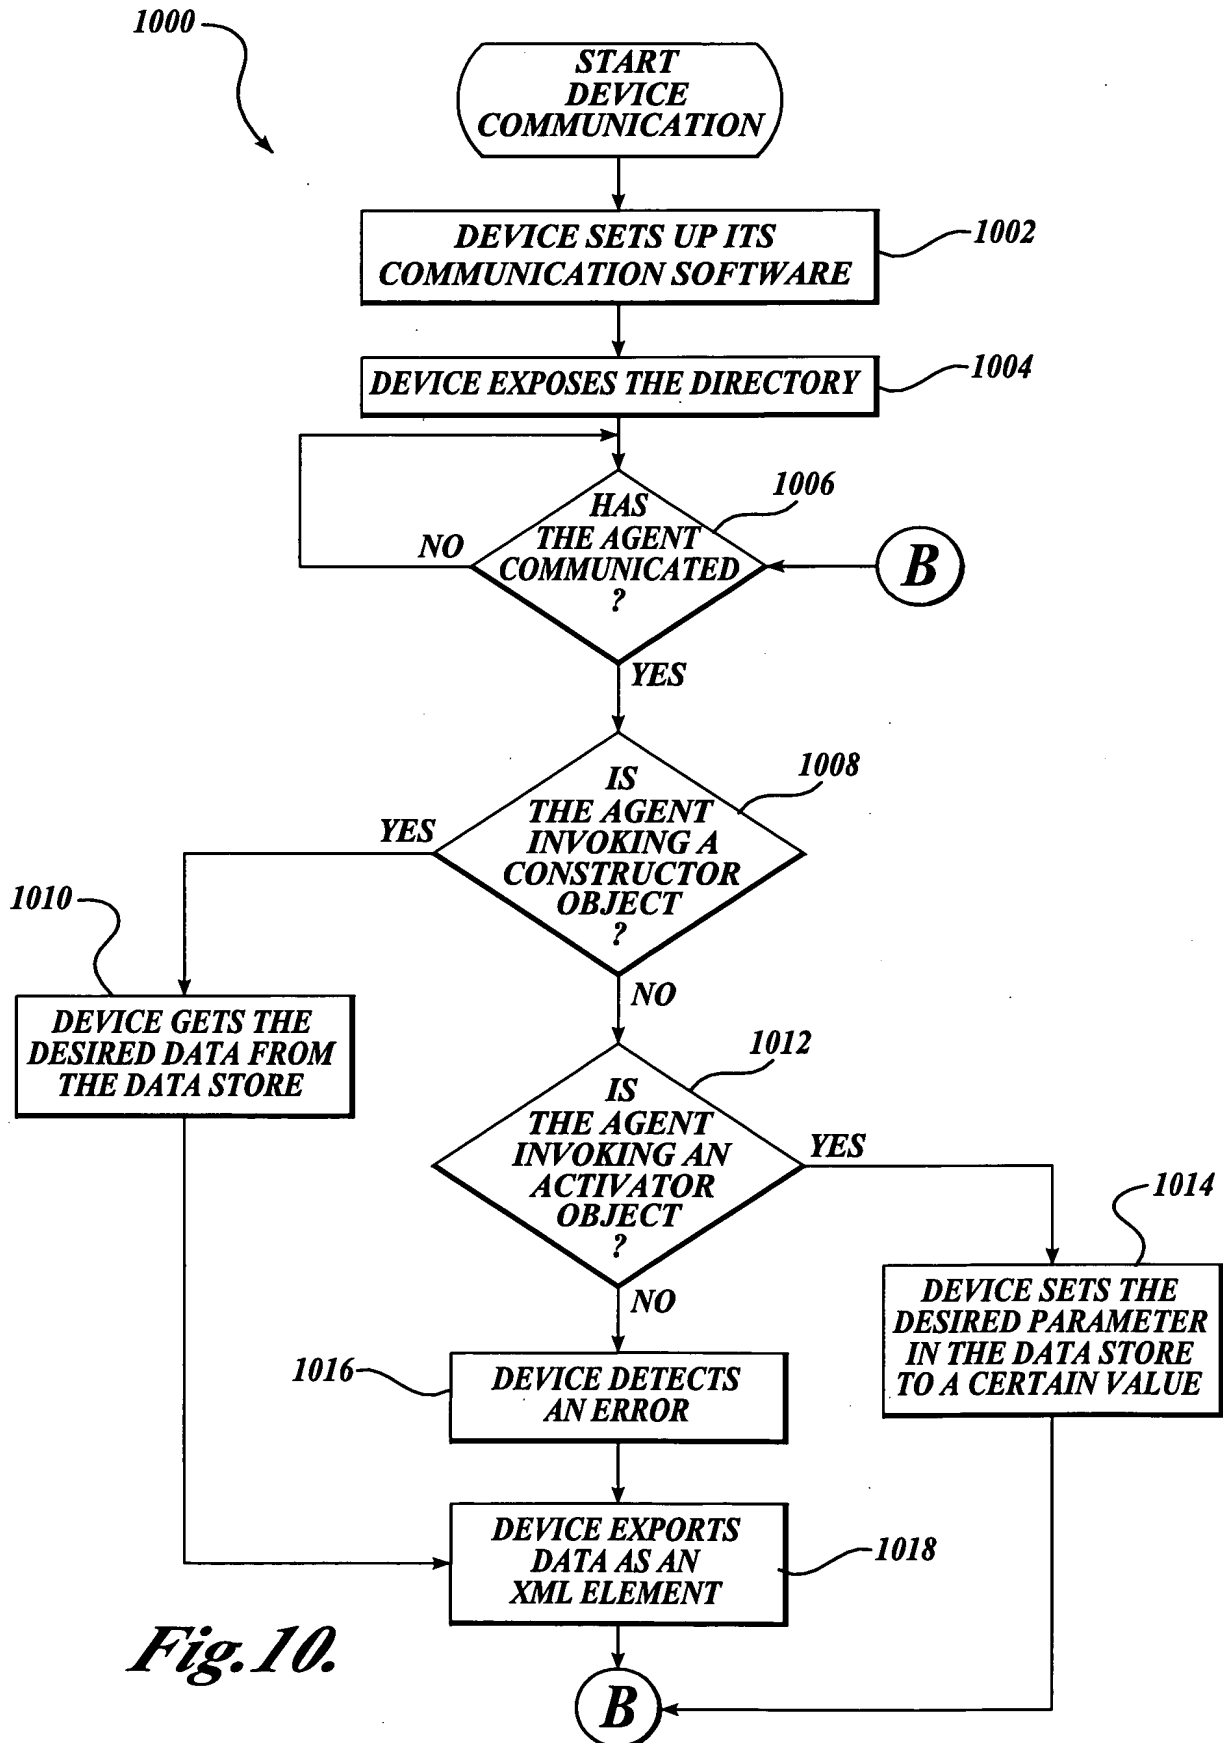 1000
START
DEVICE
COMMUNICATION
DEVICE SETS UP ITS
COMMUNICATION SOFTWARE
1002
DEVICE EXPOSES THE DIRECTORY
1004
HAS
THE AGENT
COMMUNICATED
?
1006
NO
B
YES
IS
THE AGENT
INVOKING A
CONSTRUCTOR
OBJECT
?
1008
YES
1010
DEVICE GETS THE
DESIRED DATA FROM
THE DATA STORE
NO
IS
THE AGENT
INVOKING AN
ACTIVATOR
OBJECT
?
1012
YES
1014
DEVICE SETS THE
DESIRED PARAMETER
IN THE DATA STORE
TO A CERTAIN VALUE
NO
1016
DEVICE DETECTS
AN ERROR
DEVICE EXPORTS
DATA AS AN
XML ELEMENT
1018
B
Fig.10.